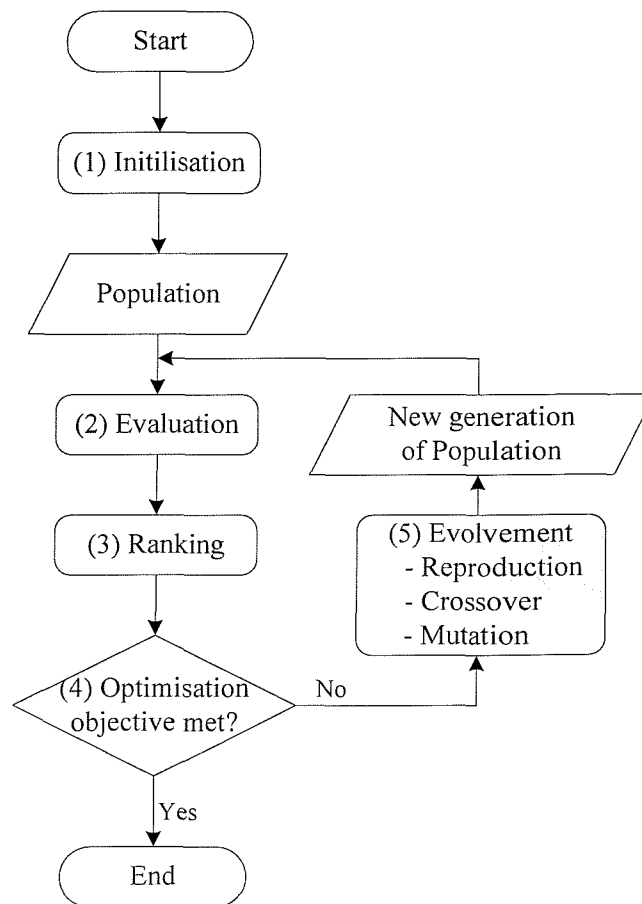 Start
(1) Initilisation
Population
(2) Evaluation
New generation
of Population
(3) Ranking
(5) Evolvement
- Reproduction
- Crossover
- Mutation
(4) Optimisation
objective met?
No
Yes
End